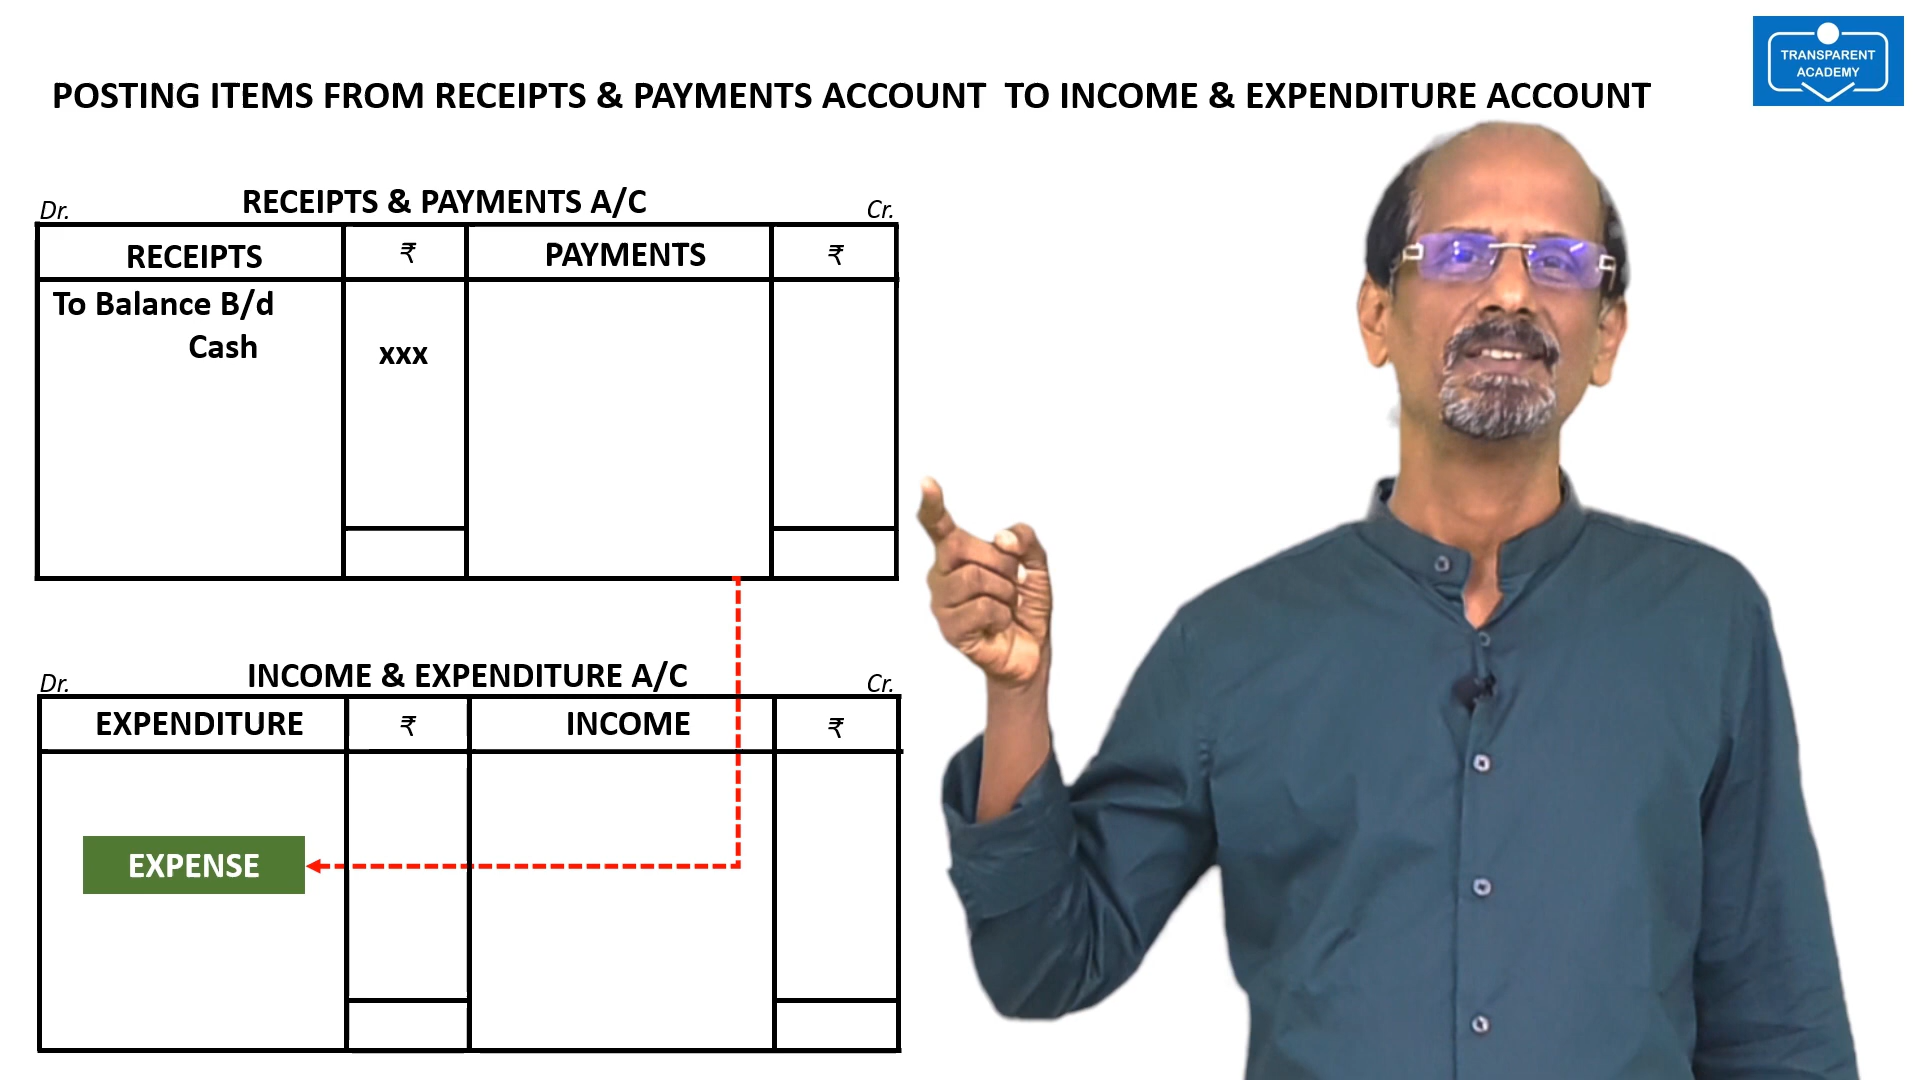 TRANSPARENT
ACADEMY
POSTING ITEMS FROM RECEIPTS & PAYMENTS ACCOUNT TO INCOME & EXPENDITURE ACCOUNT
RECEIPTS & PAYMENTS A/C
Dr. Cr.
RECEIPTS ₹ PAYMENTS ₹
To Balance B/d
Cash xxx
INCOME & EXPENDITURE A/C
Dr. Cr.
EXPENDITURE ₹ INCOME ₹
EXPENSE